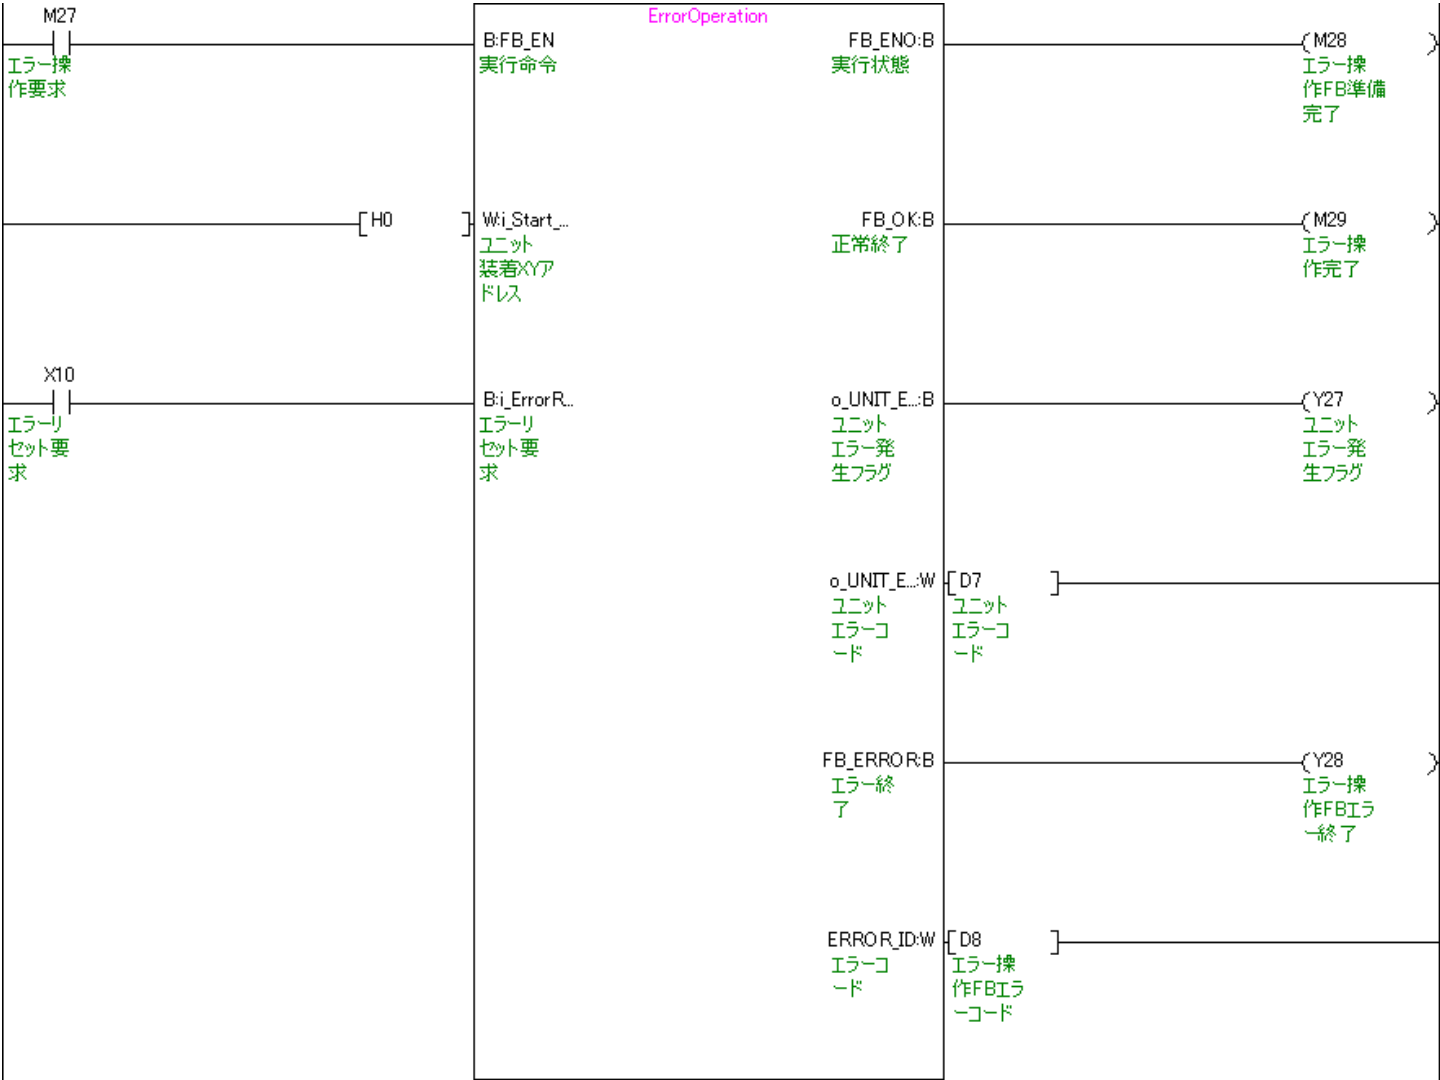 ErrorOperation
M27
B:FB_EN
FB_ENO:B
M28
エラー操
作要求
実行命令
実行状態
エラー操
作FB準備
完了
H0
W:i_Start_...
FB_OK:B
M29
ユニット
装着XYア
ドレス
正常終了
エラー操
作完了
X10
B:i_ErrorR...
o_UNIT_E...:B
Y27
エラーリ
セット要
求
エラーリ
セット要
求
ユニット
エラー発
生フラグ
ユニット
エラー発
生フラグ
o_UNIT_E...:W
D7
ユニット
エラーコ
ード
ユニット
エラーコ
ード
FB_ERROR:B
Y28
エラー終
了
エラー操
作FBエラ
ー終了
ERROR_ID:W
D8
エラーコ
ード
エラー操
作FBエラ
ーコード